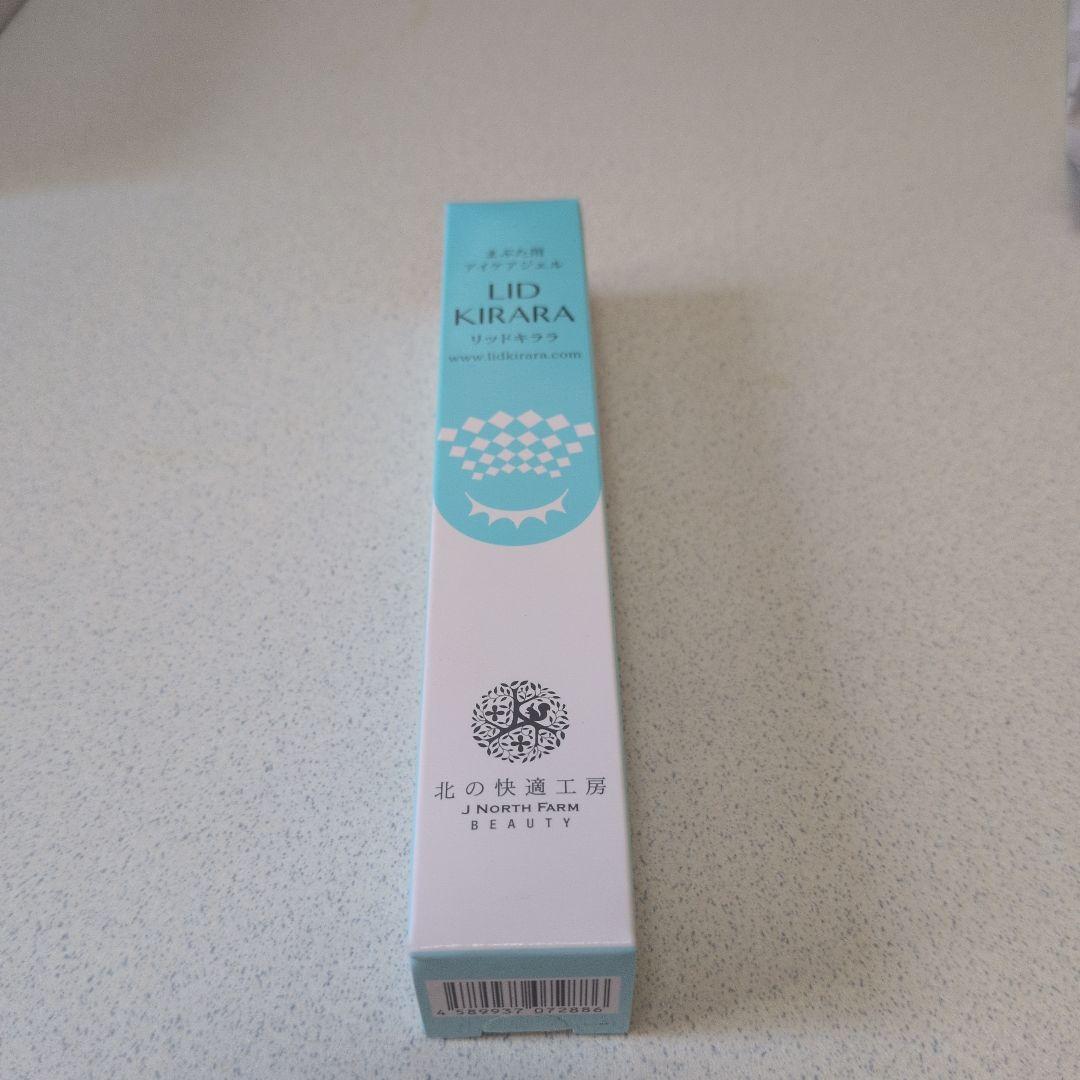 まぶた用
アイケアジェル
LID
KIRARA
リッドキララ
www.lidkirara.com
北の快適工房
J NORTH FARM
BEAUTY
4 589937 072886